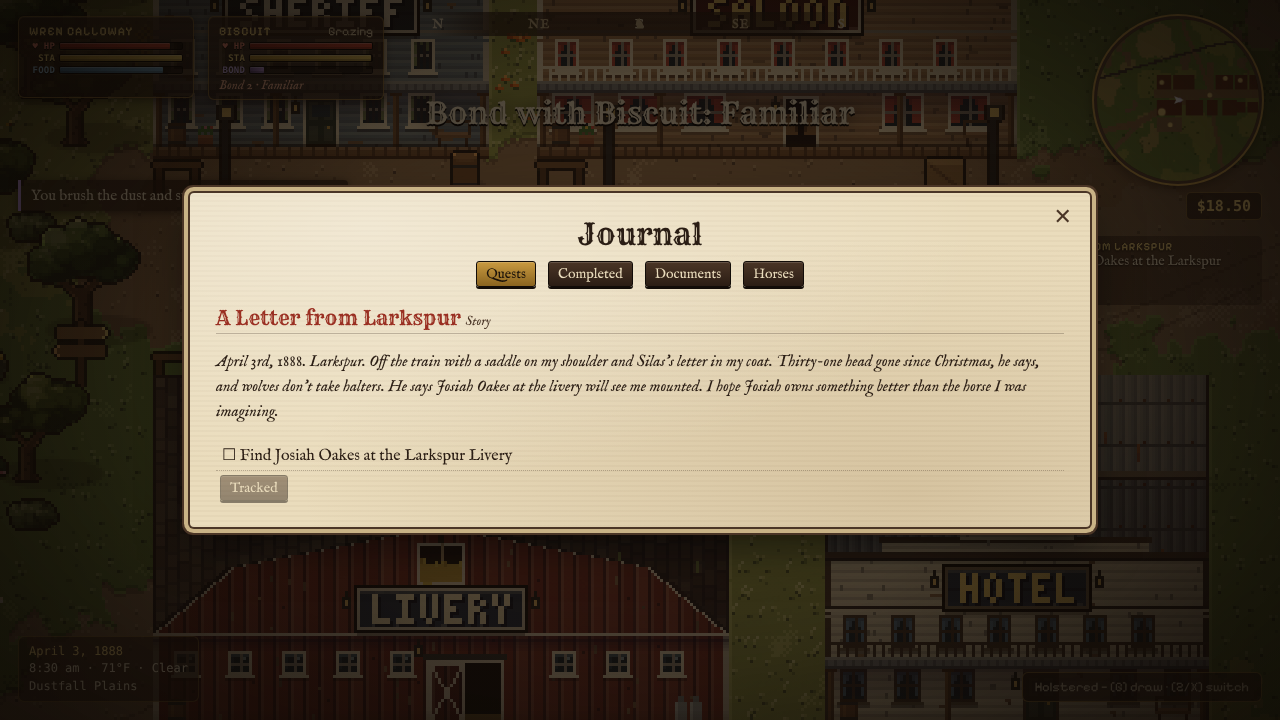 SHERIFF
SALOON
N NE E SE S
WREN CALLOWAY
♥ HP
STA
FOOD
BISCUIT Grazing
♥ HP
STA
BOND
Bond 2 · Familiar
Bond with Biscuit: Familiar
You brush the dust and s
$18.50
OM LARKSPUR
Oakes at the Larkspur
Journal
✕
Quests Completed Documents Horses
A Letter from Larkspur Story
April 3rd, 1888. Larkspur. Off the train with a saddle on my shoulder and Silas's letter in my coat. Thirty-one head gone since Christmas, he says,
and wolves don't take halters. He says Josiah Oakes at the livery will see me mounted. I hope Josiah owns something better than the horse I was
imagining.
☐ Find Josiah Oakes at the Larkspur Livery
Tracked
LIVERY
HOTEL
April 3, 1888
8:30 am · 71°F · Clear
Dustfall Plains
Holstered - (G) draw · (Z/X) switch